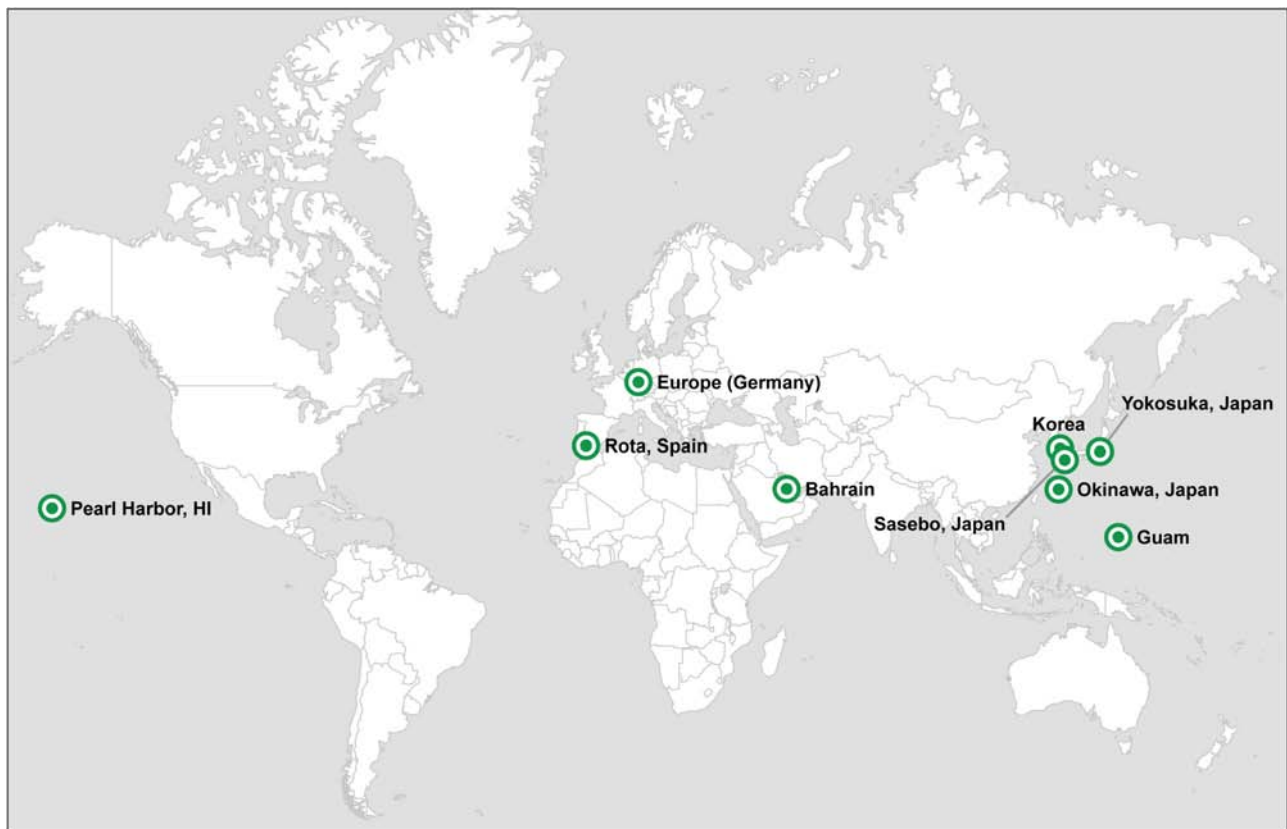 Europe (Germany)
Yokosuka, Japan
Korea
Rota, Spain
Bahrain
Okinawa, Japan
Pearl Harbor, HI
Sasebo, Japan
Guam